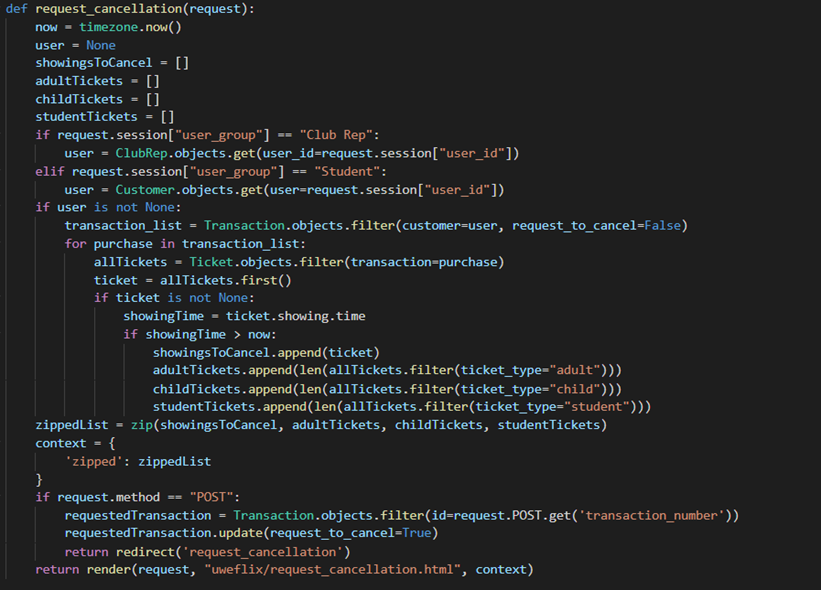 def request_cancellation(request):
    now = timezone.now()
    user = None
    showingsToCancel = []
    adultTickets = []
    childTickets = []
    studentTickets = []
    if request.session["user_group"] == "Club Rep":
        user = ClubRep.objects.get(user_id=request.session["user_id"])
    elif request.session["user_group"] == "Student":
        user = Customer.objects.get(user=request.session["user_id"])
    if user is not None:
        transaction_list = Transaction.objects.filter(customer=user, request_to_cancel=False)
        for purchase in transaction_list:
            allTickets = Ticket.objects.filter(transaction=purchase)
            ticket = allTickets.first()
            if ticket is not None:
                showingTime = ticket.showing.time
                if showingTime > now:
                    showingsToCancel.append(ticket)
                    adultTickets.append(len(allTickets.filter(ticket_type="adult")))
                    childTickets.append(len(allTickets.filter(ticket_type="child")))
                    studentTickets.append(len(allTickets.filter(ticket_type="student")))
    zippedList = zip(showingsToCancel, adultTickets, childTickets, studentTickets)
    context = {
        'zipped': zippedList
    }
    if request.method == "POST":
        requestedTransaction = Transaction.objects.filter(id=request.POST.get('transaction_number'))
        requestedTransaction.update(request_to_cancel=True)
        return redirect('request_cancellation')
    return render(request, "uweflix/request_cancellation.html", context)